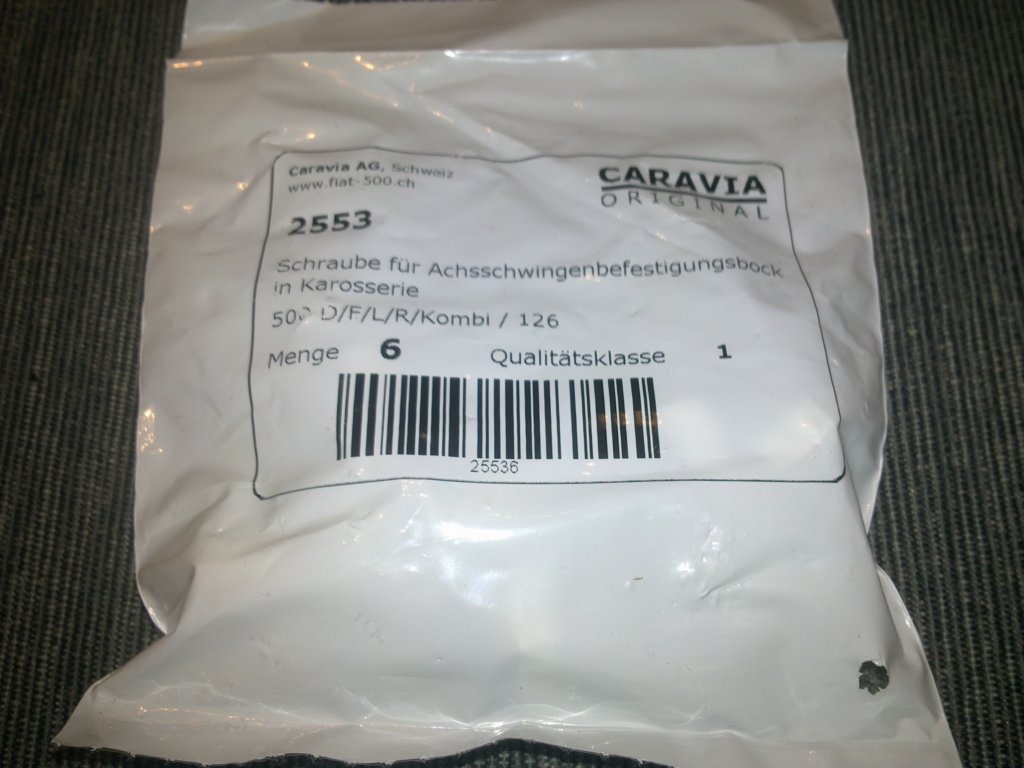 Caravia AG, Schweiz
www.fiat-500.ch
CARAVIA
ORIGINAL
2553
Schraube für Achsschwingenbefestigungsbock
in Karosserie
500 D/F/L/R/Kombi / 126
Menge 6 Qualitätsklasse 1
25536